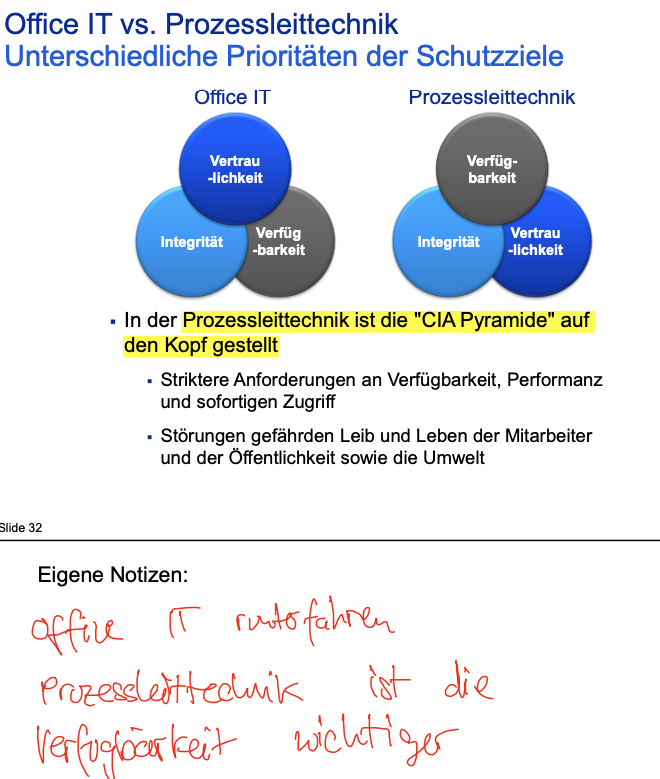 Office IT vs. Prozessleittechnik
Unterschiedliche Prioritäten der Schutzziele
Office IT
Prozessleittechnik
Vertrau
-lichkeit
Integrität
Verfüg
-barkeit
Verfüg-
barkeit
Integrität
Vertrau
-lichkeit
▪ In der Prozessleittechnik ist die "CIA Pyramide" auf
den Kopf gestellt
▪ Striktere Anforderungen an Verfügbarkeit, Performanz
und sofortigen Zugriff
▪ Störungen gefährden Leib und Leben der Mitarbeiter
und der Öffentlichkeit sowie die Umwelt
Slide 32
Eigene Notizen:
Office IT runterfahren
Prozessleittechnik ist die
Verfügbarkeit wichtiger